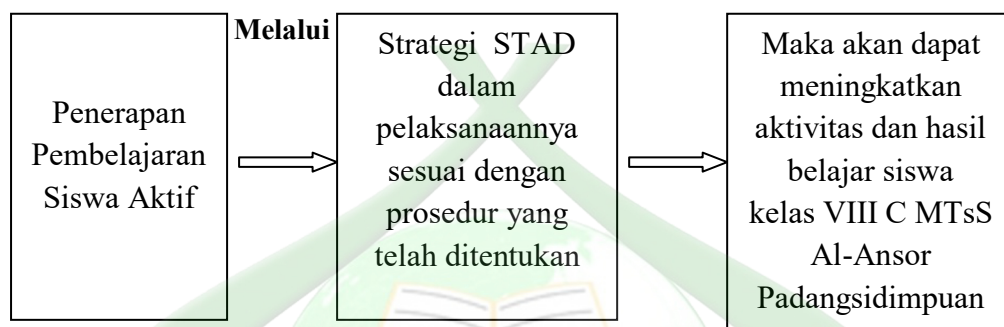 Penerapan
Pembelajaran
Siswa Aktif
Melalui
Strategi STAD
dalam
pelaksanaannya
sesuai dengan
prosedur yang
telah ditentukan
Maka akan dapat
meningkatkan
aktivitas dan hasil
belajar siswa
kelas VIII C MTsS
Al-Ansor
Padangsidimpuan